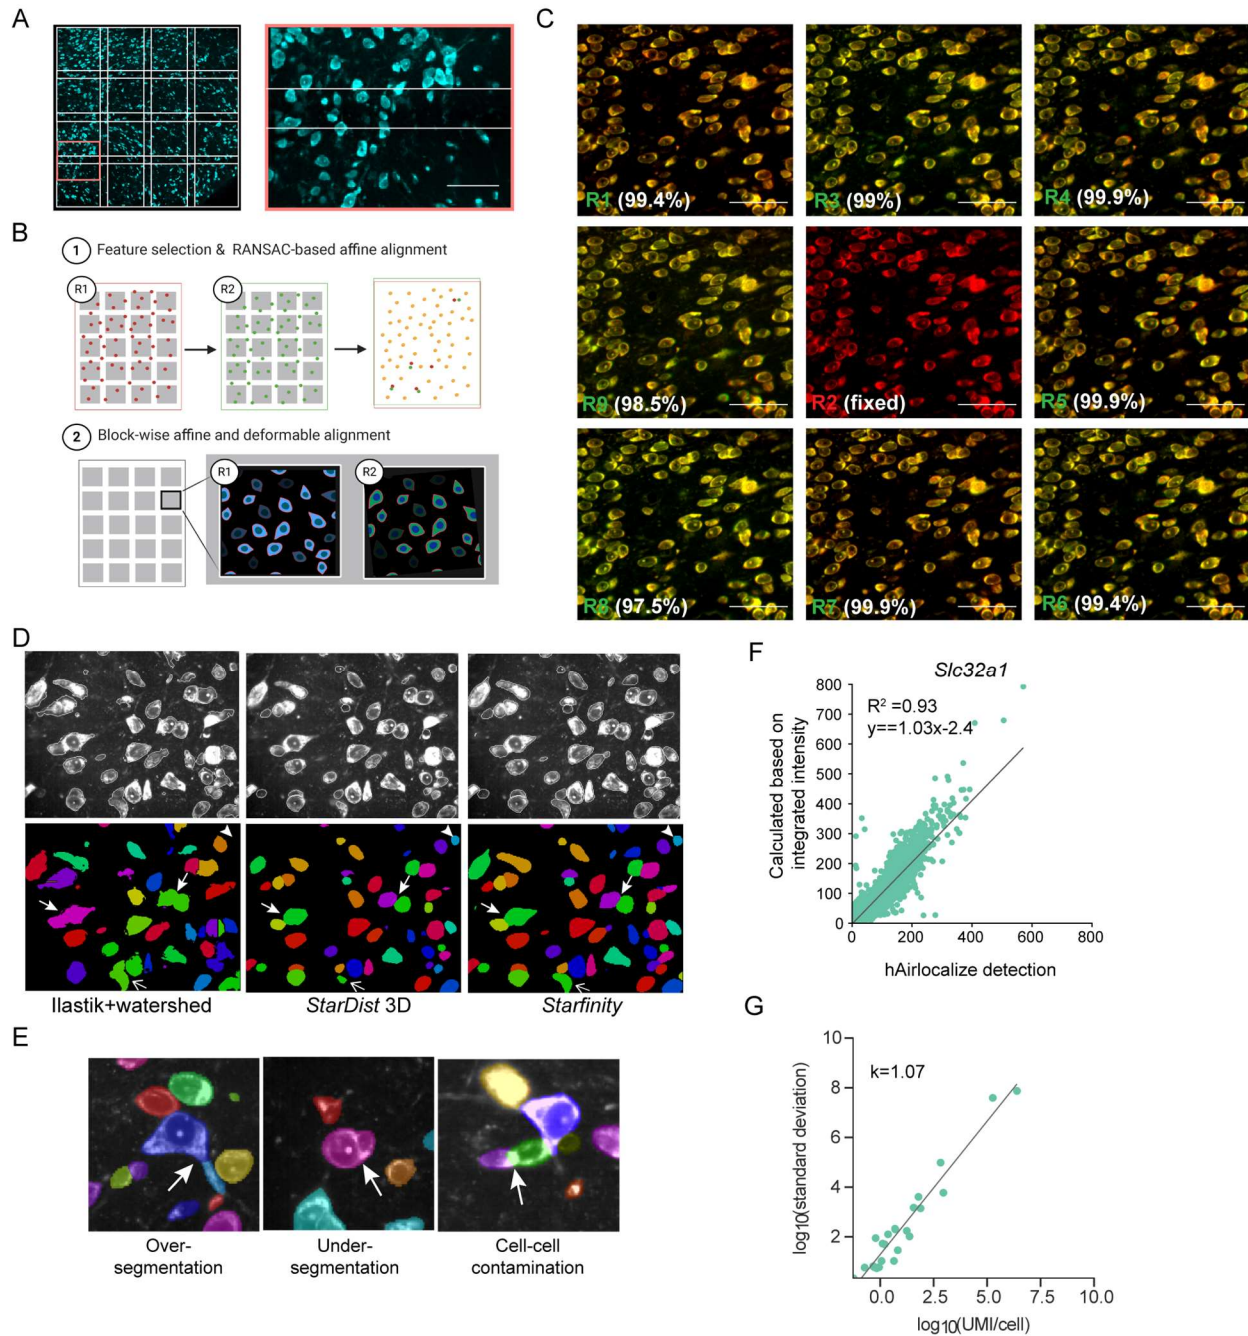 A
B
1 Feature selection & RANSAC-based affine alignment
R1
R2
2 Block-wise affine and deformable alignment
R1
R2
C
R1 (99.4%)
R3 (99%)
R4 (99.9%)
R9 (98.5%)
R2 (fixed)
R5 (99.9%)
R8 (97.5%)
R7 (99.9%)
R6 (99.4%)
D
Ilastik+watershed
StarDist 3D
Starfinity
E
Over-
segmentation
Under-
segmentation
Cell-cell
contamination
F
Slc32a1
R² =0.93
y==1.03x-2.4
Calculated based on
integrated intensity
800
700
600
500
400
300
200
100
0
0
200
400
600
800
hAirlocalize detection
G
k=1.07
log10(standard deviation)
10
8
6
4
2
0.0
2.5
5.0
7.5
10.0
log10(UMI/cell)